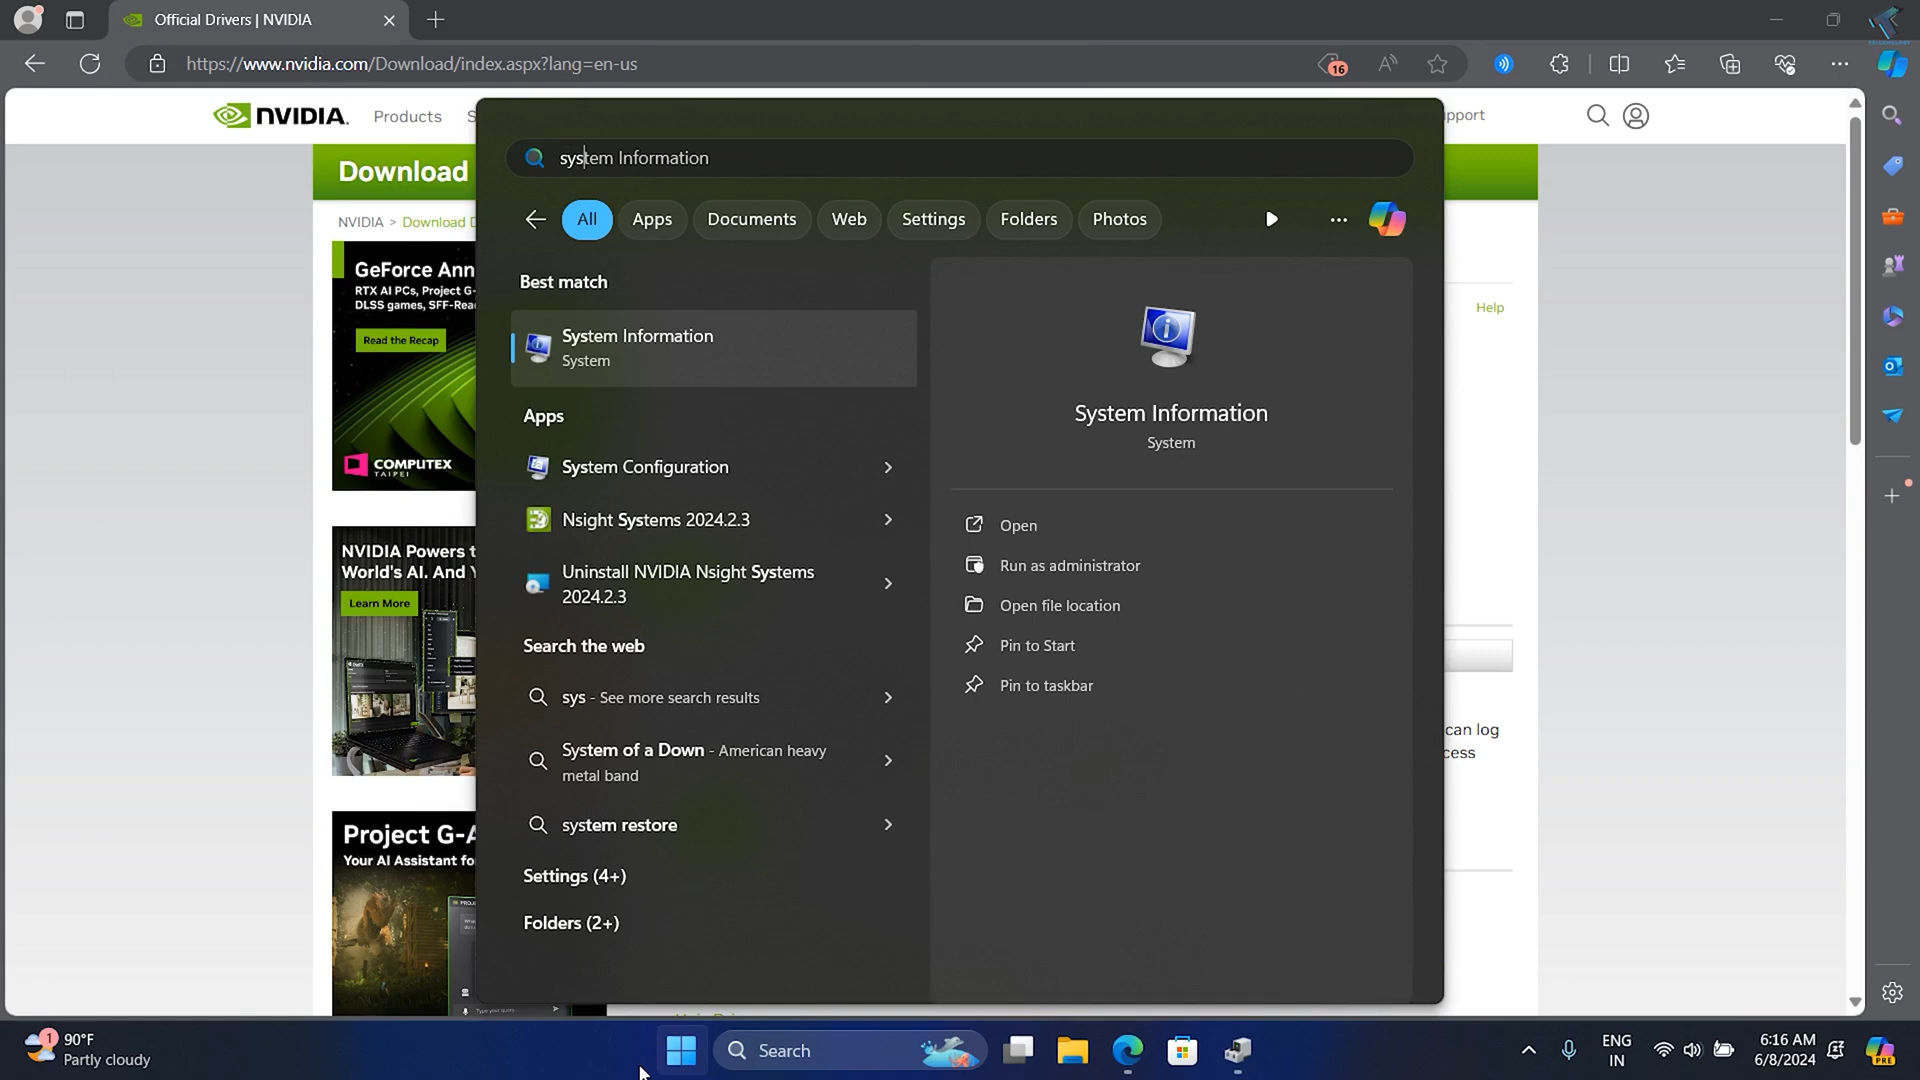 Official Drivers | NVIDIA
https://www.nvidia.com/Download/index.aspx?lang=en-us
16
NVIDIA.
Products
Download
NVIDIA > Download D
Help
GeForce Ann
RTX AI PCs, Project G-
DLSS games, SFF-Rea
Read the Recap
COMPUTEX
TAIPEI
NVIDIA Powers t
World's AI. And
Learn More
Project G-A
Your AI Assistant fo
can log
cess
system Information
All
Apps
Documents
Web
Settings
Folders
Photos
Best match
System Information
System
Apps
System Configuration
Nsight Systems 2024.2.3
Uninstall NVIDIA Nsight Systems
2024.2.3
Search the web
sys - See more search results
System of a Down - American heavy
metal band
system restore
Settings (4+)
Folders (2+)
System Information
System
Open
Run as administrator
Open file location
Pin to Start
Pin to taskbar
1
90°F
Partly cloudy
Search
ENG
IN
6:16 AM
6/8/2024
PRE